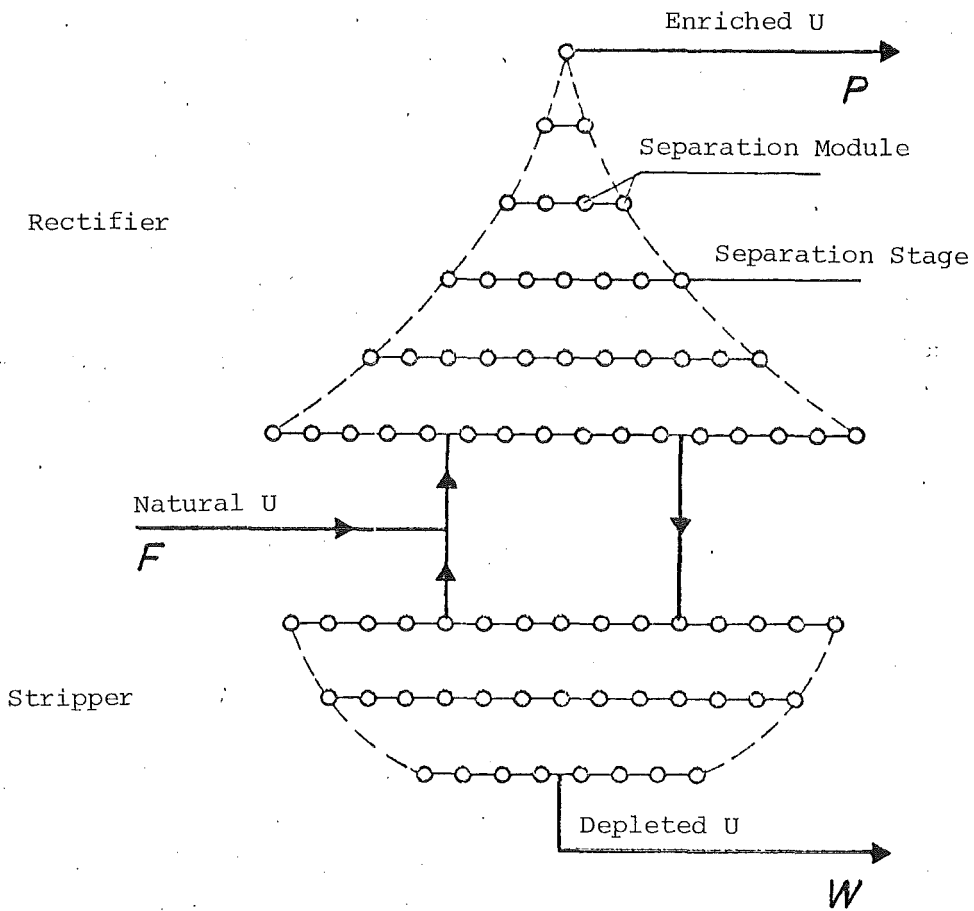 Enriched U
P
Separation Module
Rectifier
Separation Stage
Natural U
F
Stripper
Depleted U
W